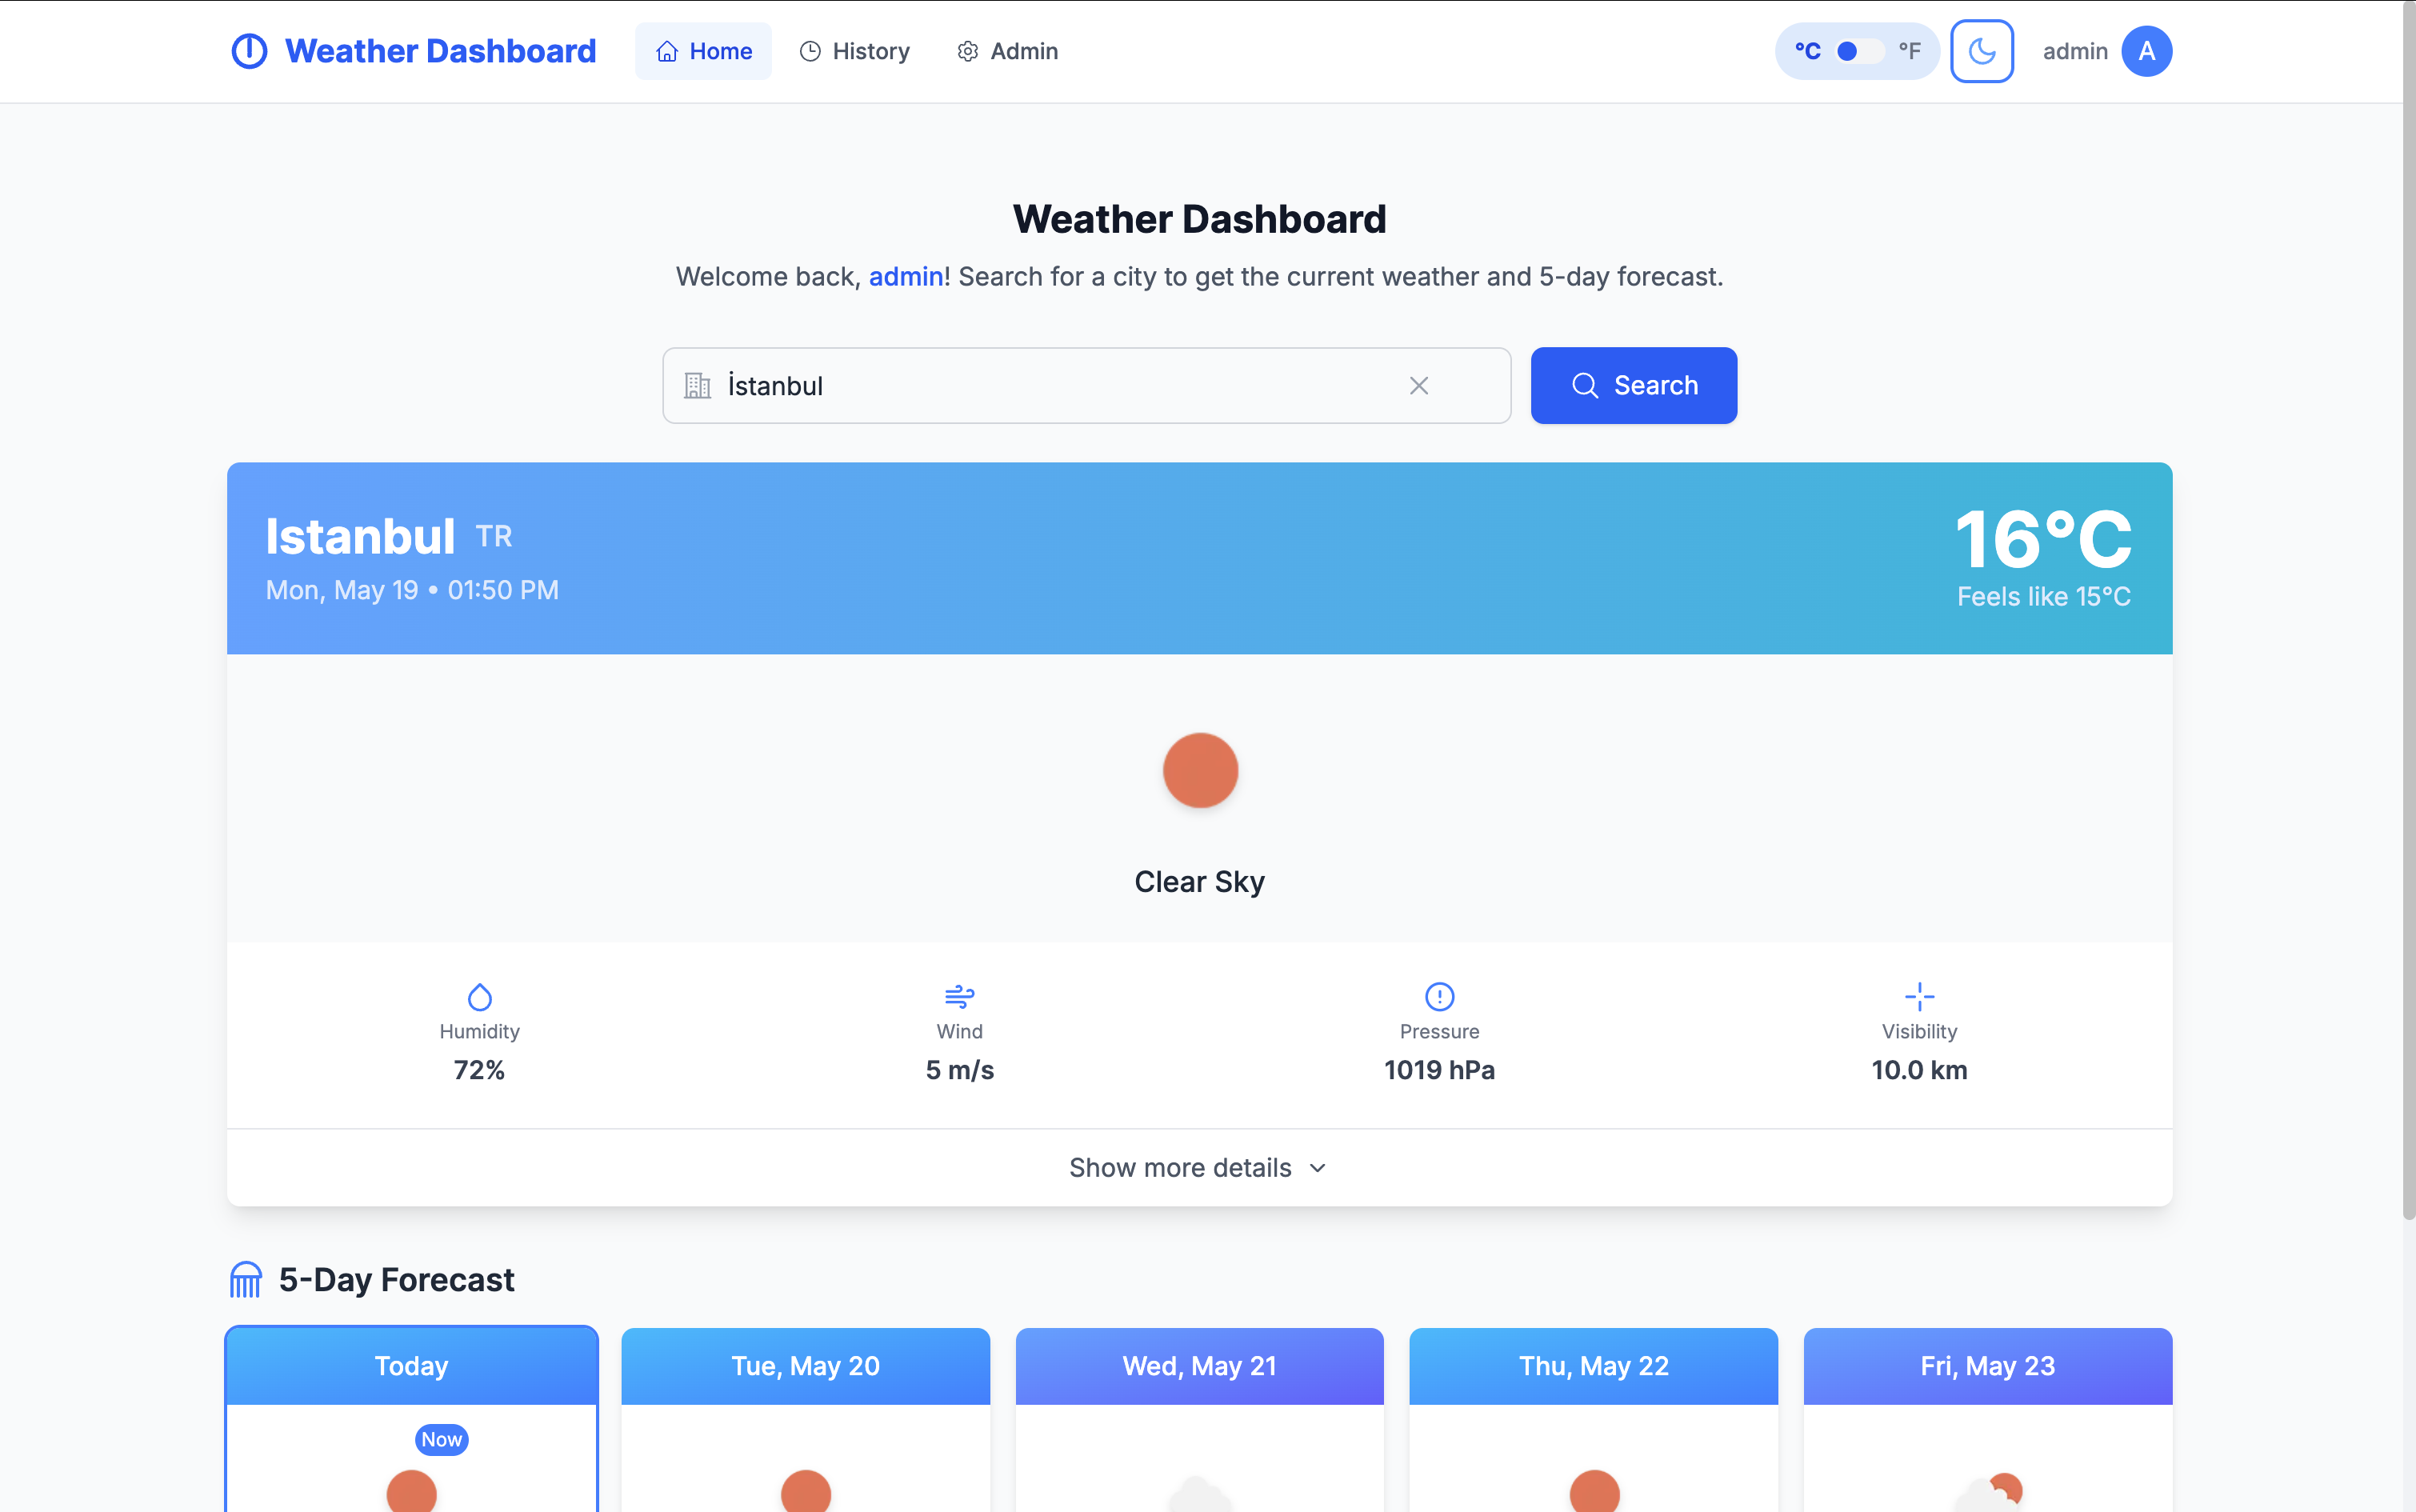 Weather Dashboard Home History Admin °C °F admin A
Weather Dashboard
Welcome back, admin! Search for a city to get the current weather and 5-day forecast.
İstanbul Search
Istanbul TR 16°C
Mon, May 19 • 01:50 PM Feels like 15°C
Clear Sky
Humidity Wind Pressure Visibility
72% 5 m/s 1019 hPa 10.0 km
Show more details
5-Day Forecast
Today Tue, May 20 Wed, May 21 Thu, May 22 Fri, May 23
Now